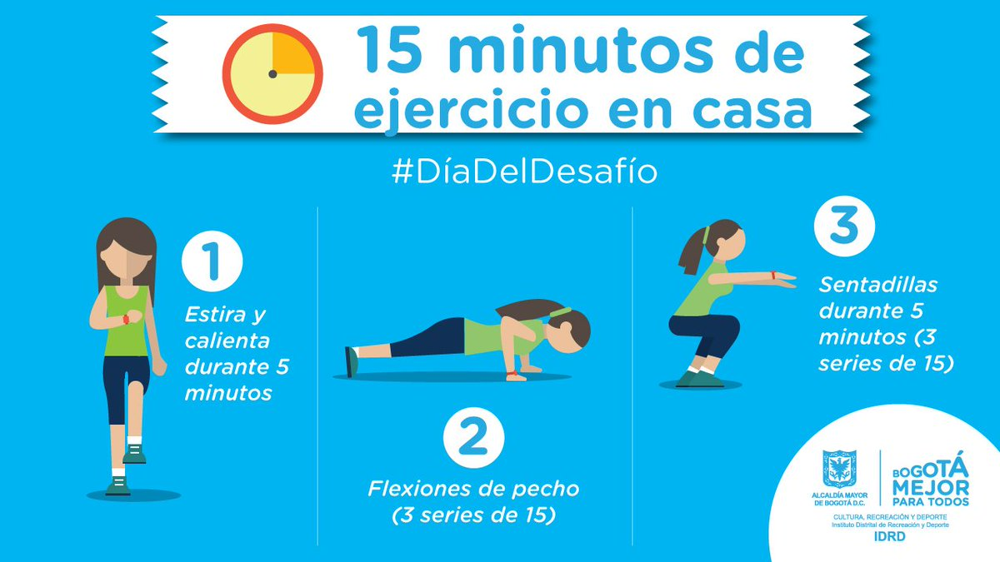 15 minutos de
ejercicio en casa
#DíaDelDesafío
1
Estira y
calienta
durante 5
minutos
2
Flexiones de pecho
(3 series de 15)
3
Sentadillas
durante 5
minutos (3
series de 15)
ALCALDÍA MAYOR
DE BOGOTÁ D.C.
BOGOTÁ
MEJOR
PARA TODOS
CULTURA, RECREACIÓN Y DEPORTE
Instituto Distrital de Recreación y Deporte
IDRD